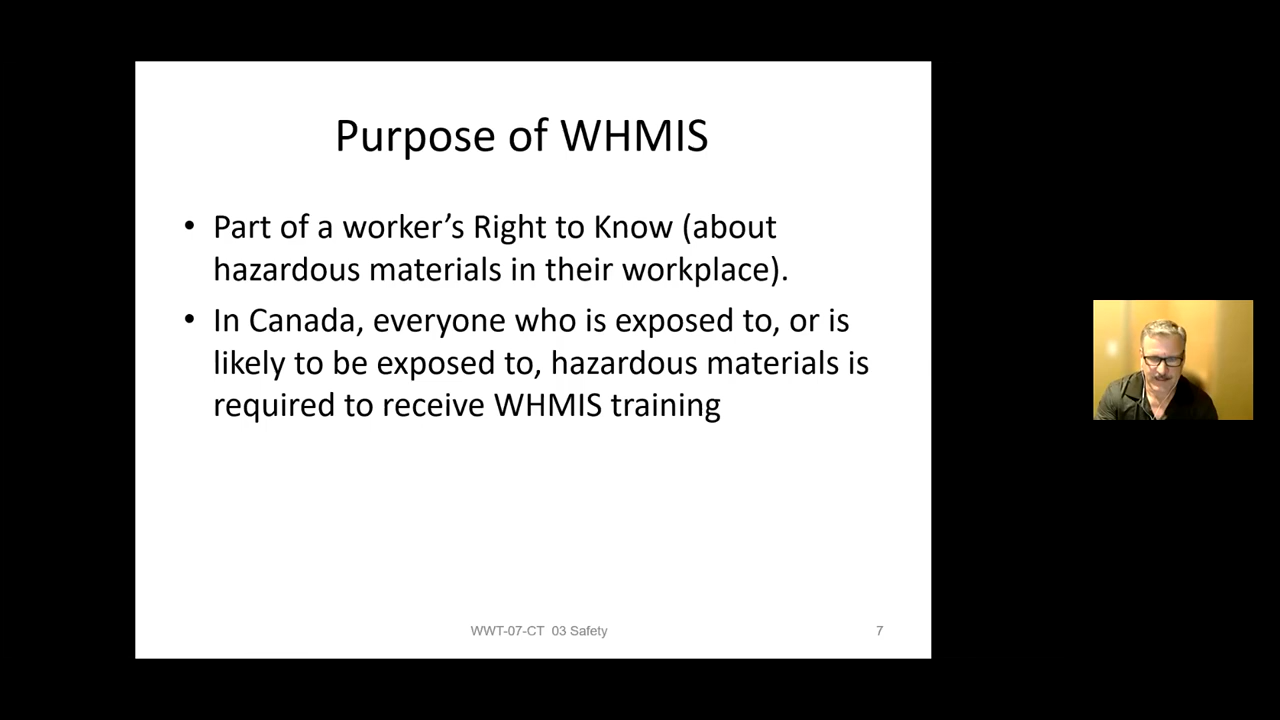 Purpose of WHMIS
• Part of a worker’s Right to Know (about
hazardous materials in their workplace).
• In Canada, everyone who is exposed to, or is
likely to be exposed to, hazardous materials is
required to receive WHMIS training
WWT-07-CT 03 Safety
7